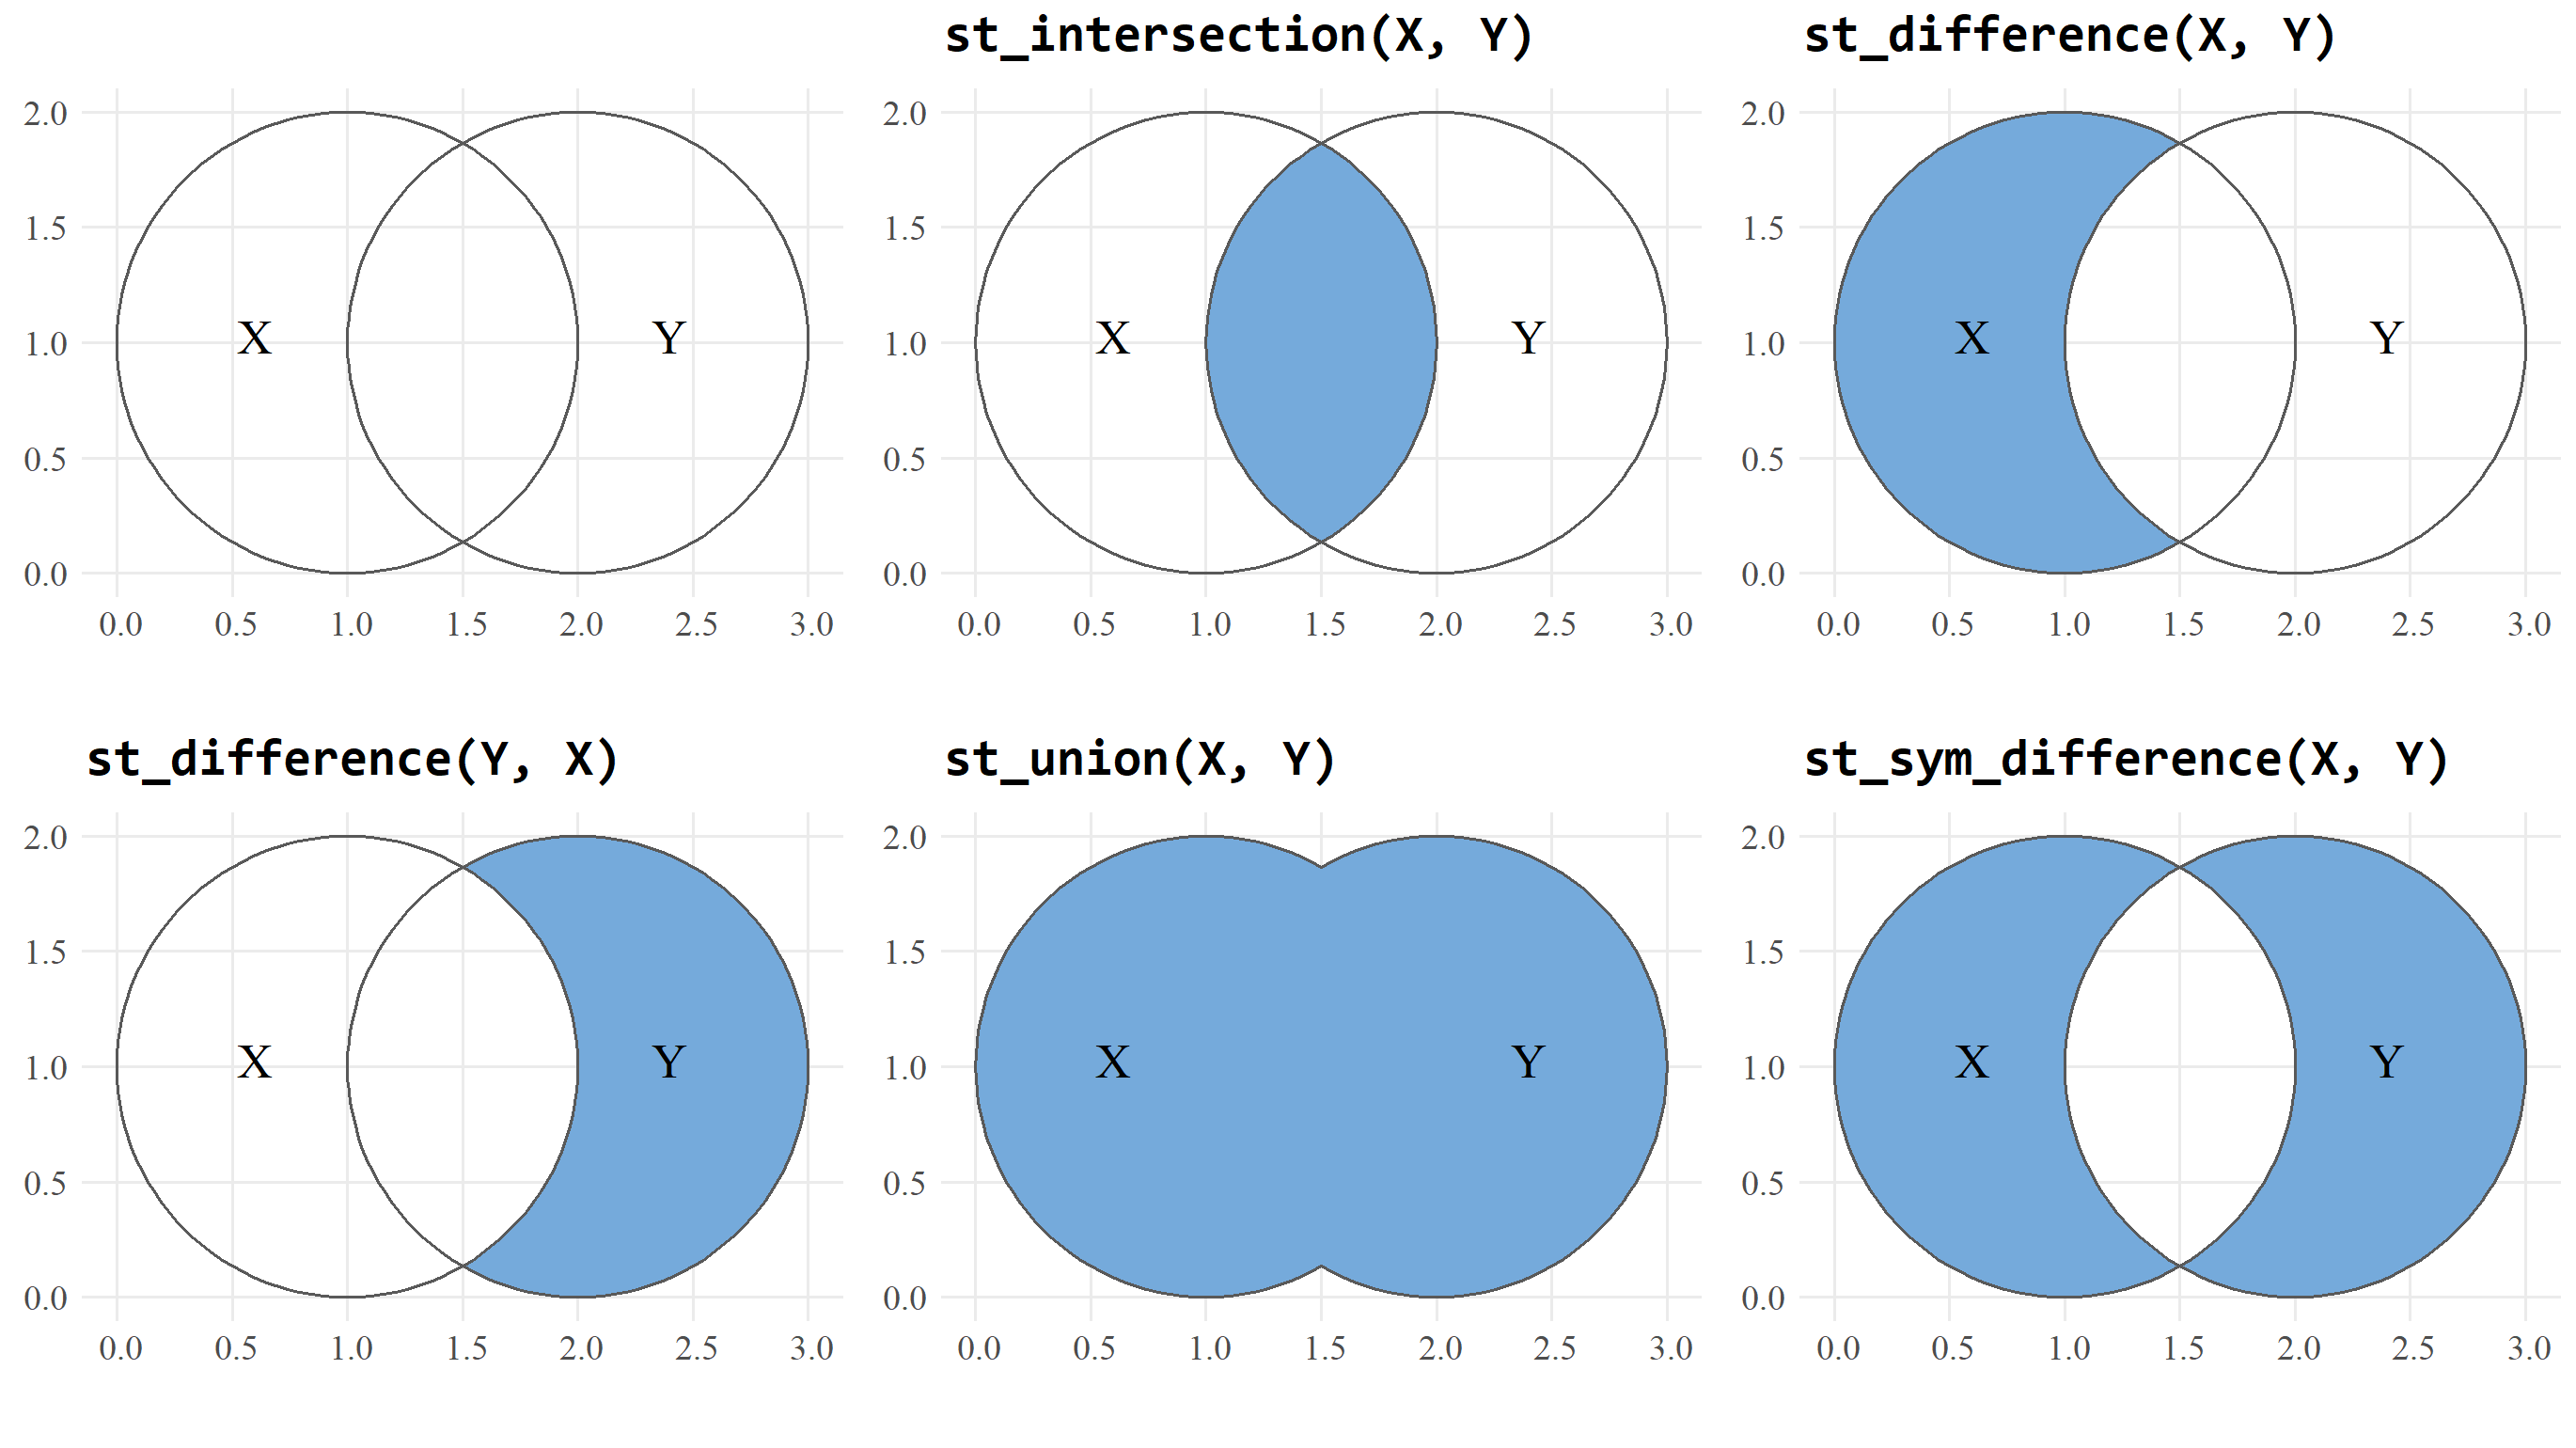 st_intersection(X, Y)
st_difference(X, Y)
2.0
1.5
1.0
0.5
0.0
X
Y
0.0 0.5 1.0 1.5 2.0 2.5 3.0
2.0
1.5
1.0
0.5
0.0
X
Y
0.0 0.5 1.0 1.5 2.0 2.5 3.0
2.0
1.5
1.0
0.5
0.0
X
Y
0.0 0.5 1.0 1.5 2.0 2.5 3.0
st_difference(Y, X)
2.0
1.5
1.0
0.5
0.0
X
Y
0.0 0.5 1.0 1.5 2.0 2.5 3.0
st_union(X, Y)
2.0
1.5
1.0
0.5
0.0
X
Y
0.0 0.5 1.0 1.5 2.0 2.5 3.0
st_sym_difference(X, Y)
2.0
1.5
1.0
0.5
0.0
X
Y
0.0 0.5 1.0 1.5 2.0 2.5 3.0